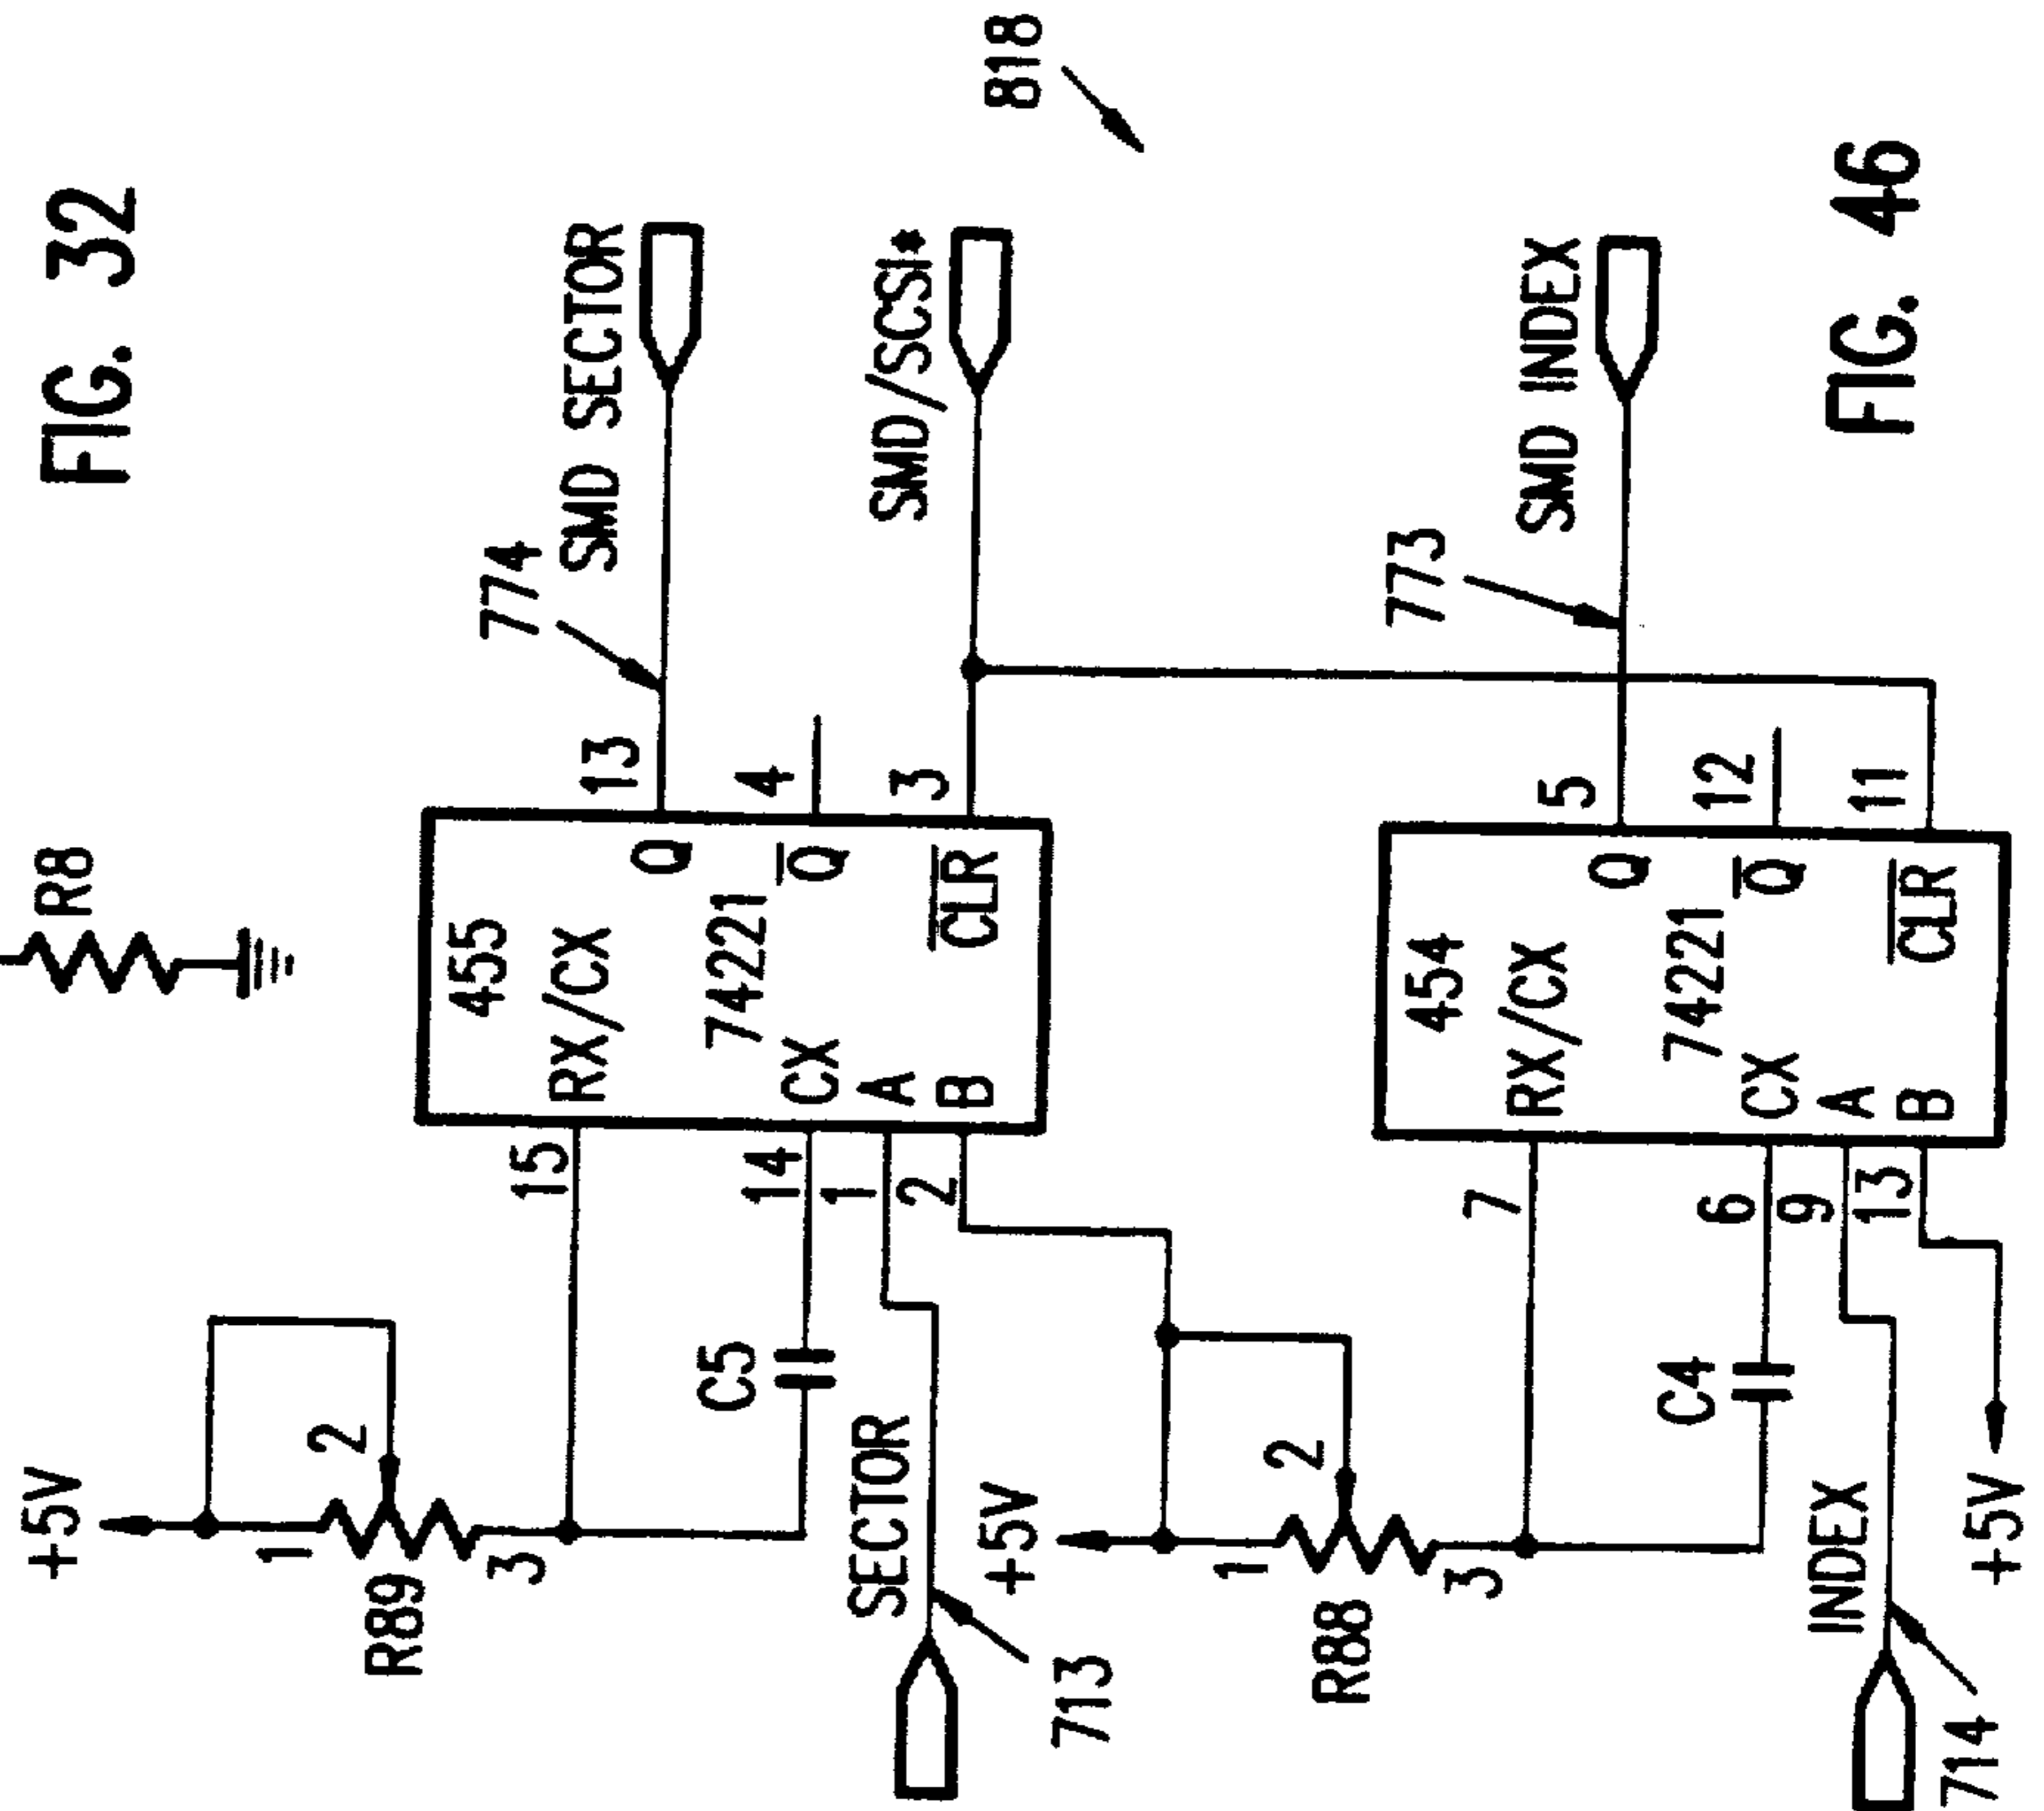 FIG. 32
R8
+5V
1
2
3
R89
15
455
RX/CX
74221
Q
13
774
SMD SECTOR
C5
14
CX
Q
4
SECTOR
713
1
A
2
B
CLR
3
SMD/SCSI*
818
+5V
1
2
3
R88
7
454
RX/CX
74221
Q
5
773
SMD INDEX
C4
6
CX
Q
12
INDEX
714
9
A
13
B
CLR
11
+5V
FIG. 46